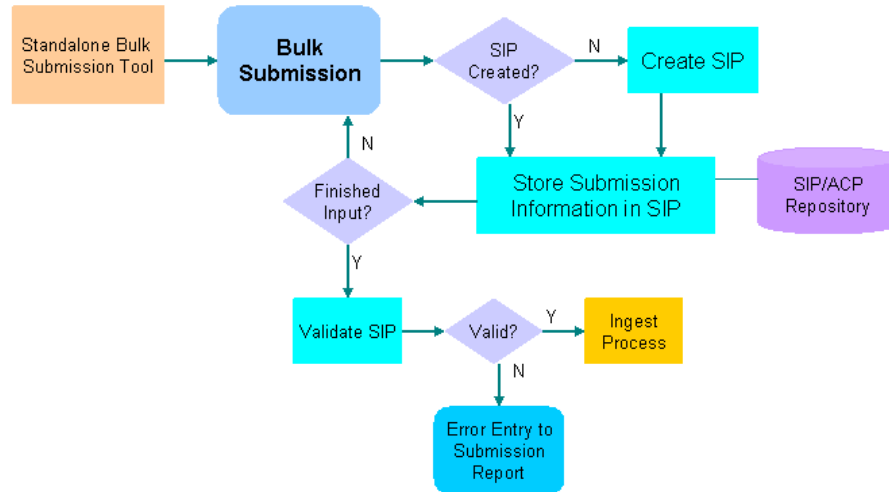 Standalone Bulk
Submission Tool
Bulk
Submission
SIP
Created?
N
Create SIP
Y
N
Finished
Input?
Store Submission
Information in SIP
SIP/ACP
Repository
Y
Validate SIP
Valid?
Y
Ingest
Process
N
Error Entry to
Submission
Report